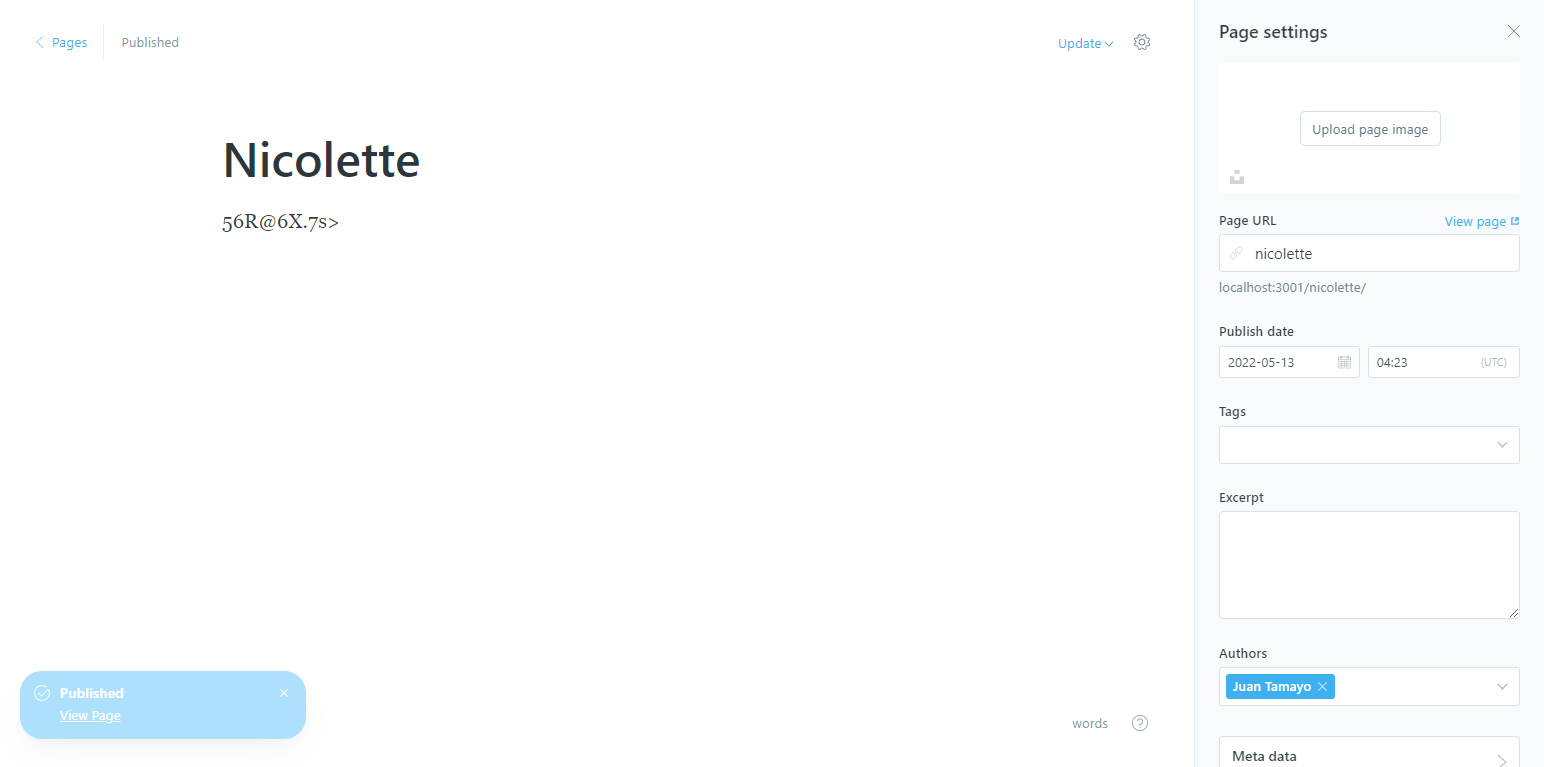 Pages
Published
Update
Nicolette
56R@6X.7s>
Published
View Page
words
Page settings
Upload page image
Page URL
View page
nicolette
localhost:3001/nicolette/
Publish date
2022-05-13
04:23
(UTC)
Tags
Excerpt
Authors
Juan Tamayo
Meta data